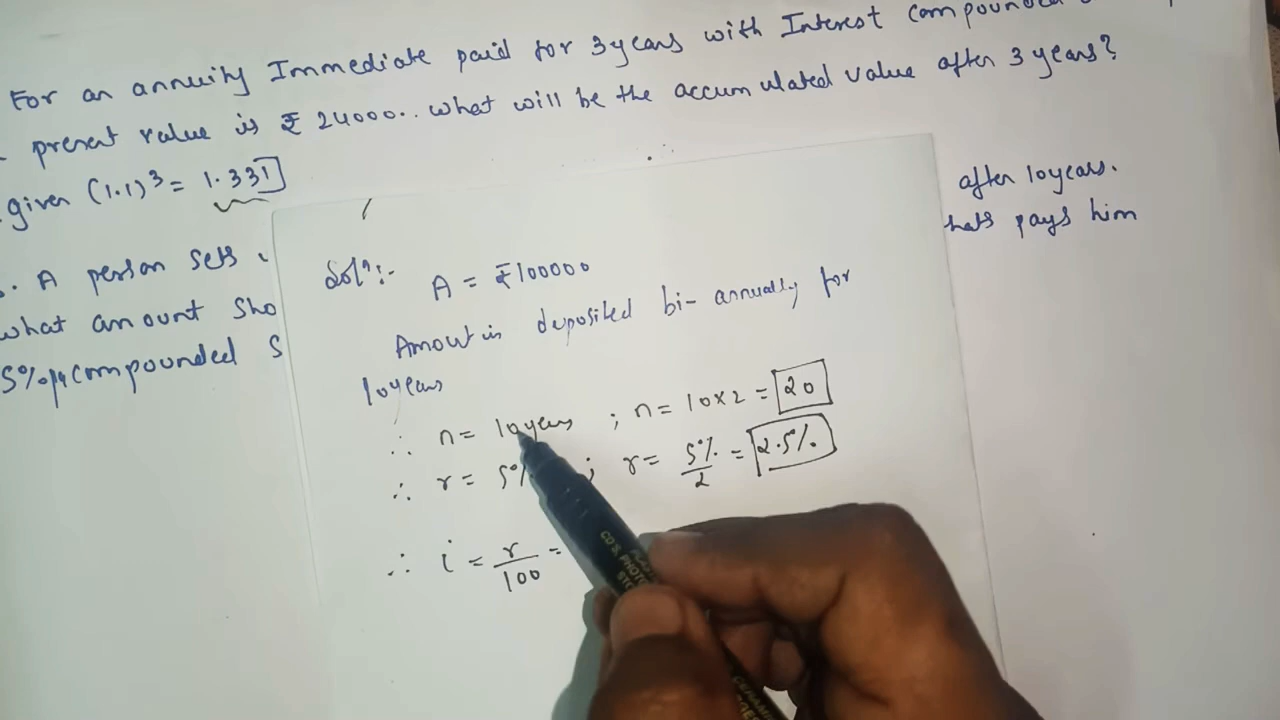 For an annuity Immediate paid for 3 years with Interest compounded
present value is ₹ 24000.. what will be the accumulated value after 3 years?
given (1.1)³ = 1.331]
A person sets
after 10 years.
what amount sho
pays him
5% compounded S
Solⁿ:-
A = ₹100000
Amount is deposited bi-annually for
10 years
∴ n = 10 years ; n = 10×2 = 20
∴ r = 5% ; r = 5%/2 = 2.5%
∴ i = r/100 =